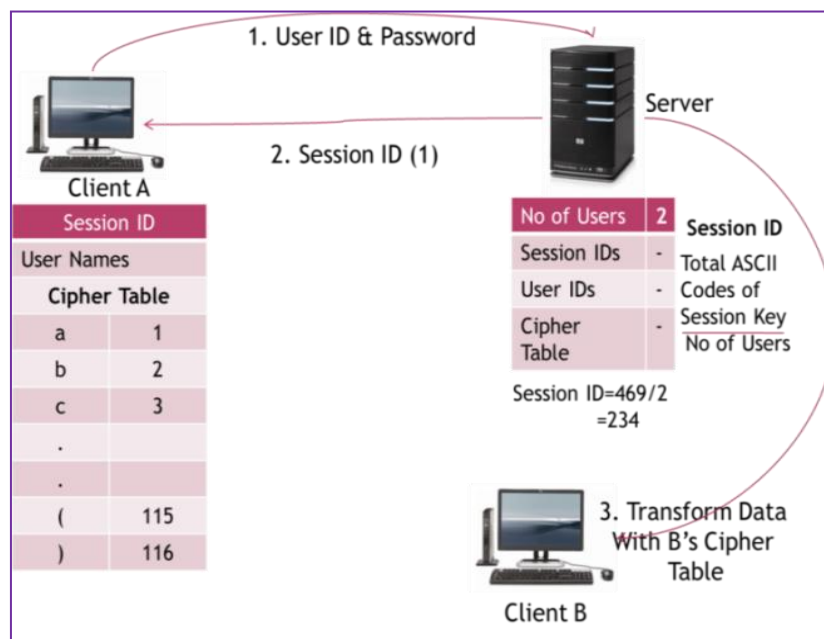 1. User ID & Password
Server
2. Session ID (1)
Client A
Session ID
User Names
Cipher Table
a 1
b 2
c 3
.
.
( 115
) 116
No of Users 2
Session IDs -
User IDs -
Cipher
Table -
Session ID
Total ASCII
Codes of
Session Key
No of Users
Session ID=469/2
=234
3. Transform Data
With B's Cipher
Table
Client B